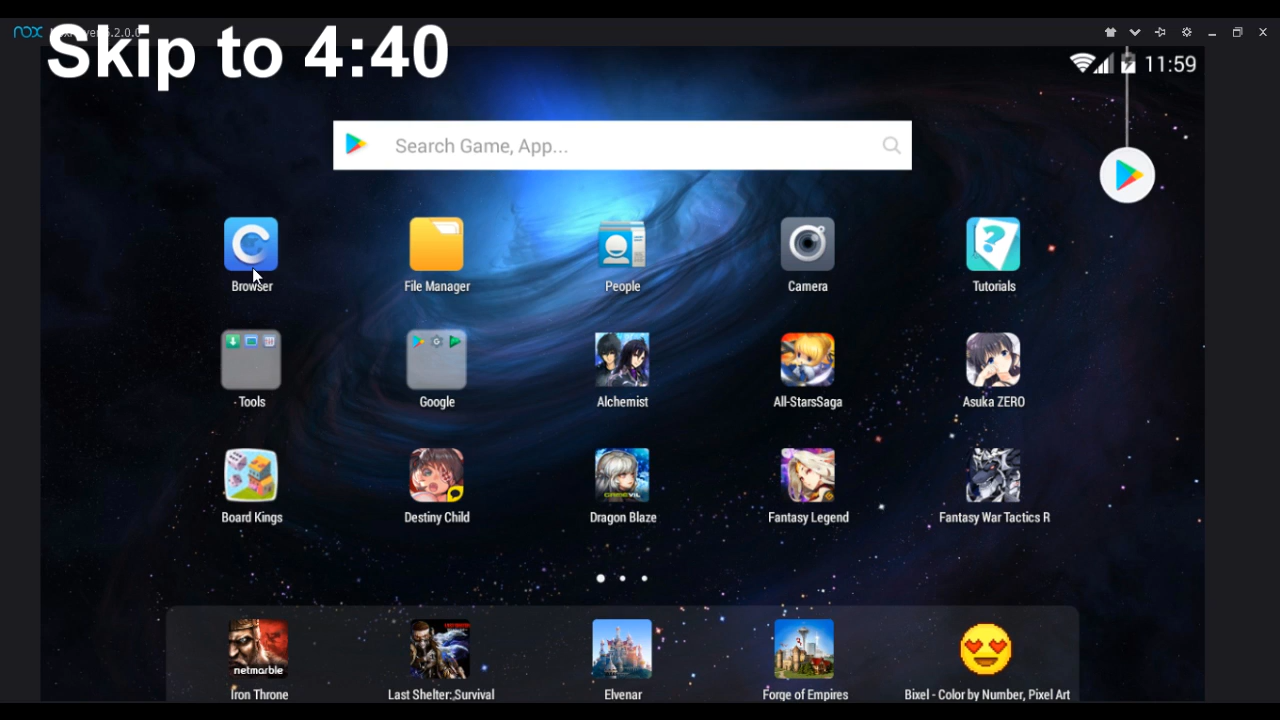 nox
Skip to 4:40
11:59
Search Game, App...
Browser
File Manager
People
Camera
Tutorials
- Tools
Google
Alchemist
All-StarsSaga
Asuka ZERO
Board Kings
Destiny Child
GAMEVIL
Dragon Blaze
Fantasy Legend
Fantasy War Tactics R
netmarble
Iron Throne
Last Shelter: Survival
Elvenar
Forge of Empires
Bixel - Color by Number, Pixel Art